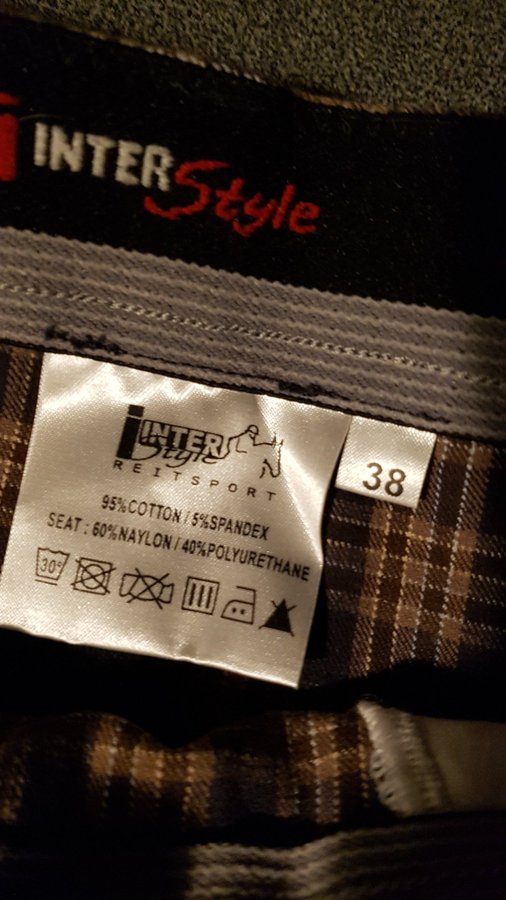 INTER Style
INTER
Style
REITSPORT
38
95%COTTON / 5%SPANDEX
SEAT : 60%NAYLON / 40%POLYURETHANE
30°